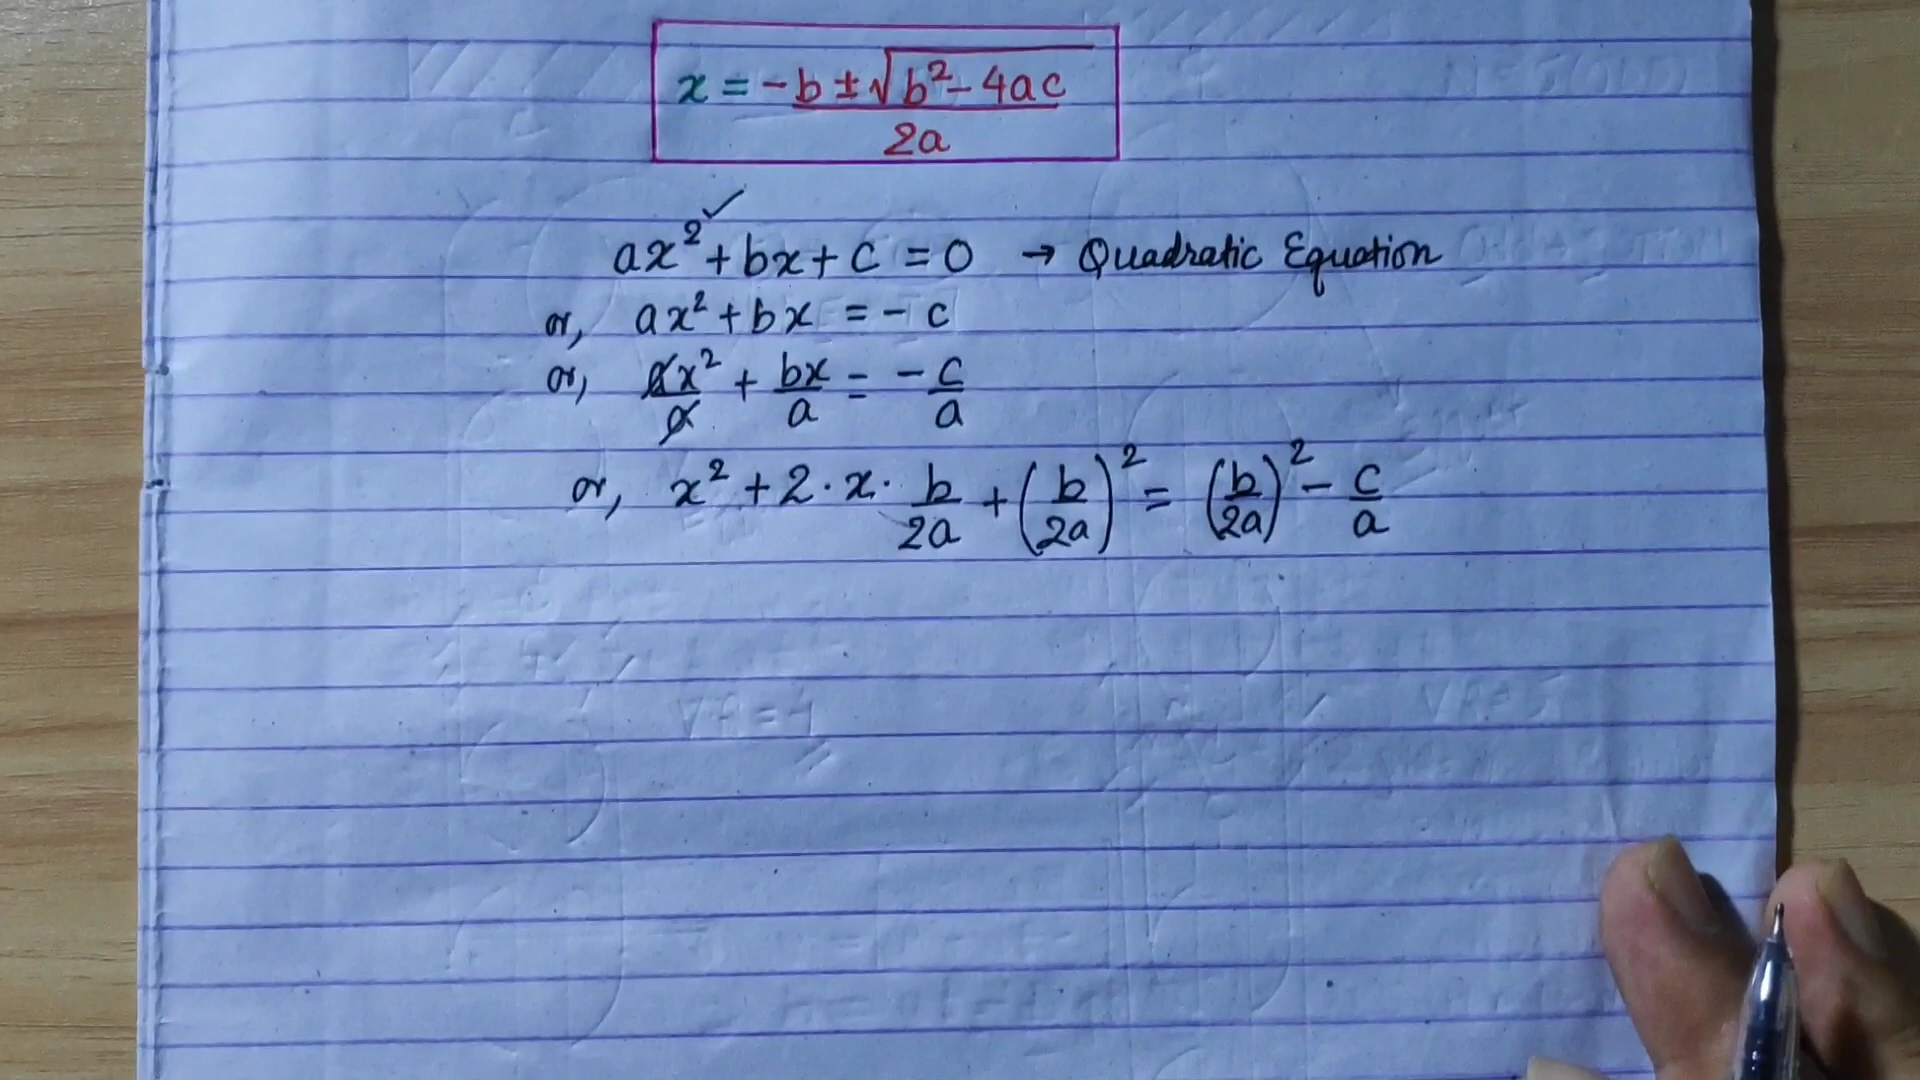 x = -b ± √b² - 4ac
2a
ax² + bx + c = 0 → Quadratic Equation
or, ax² + bx = - c
or, ax²/a + bx/a = - c/a
or, x² + 2 · x · b/2a + (b/2a)² = (b/2a)² - c/a